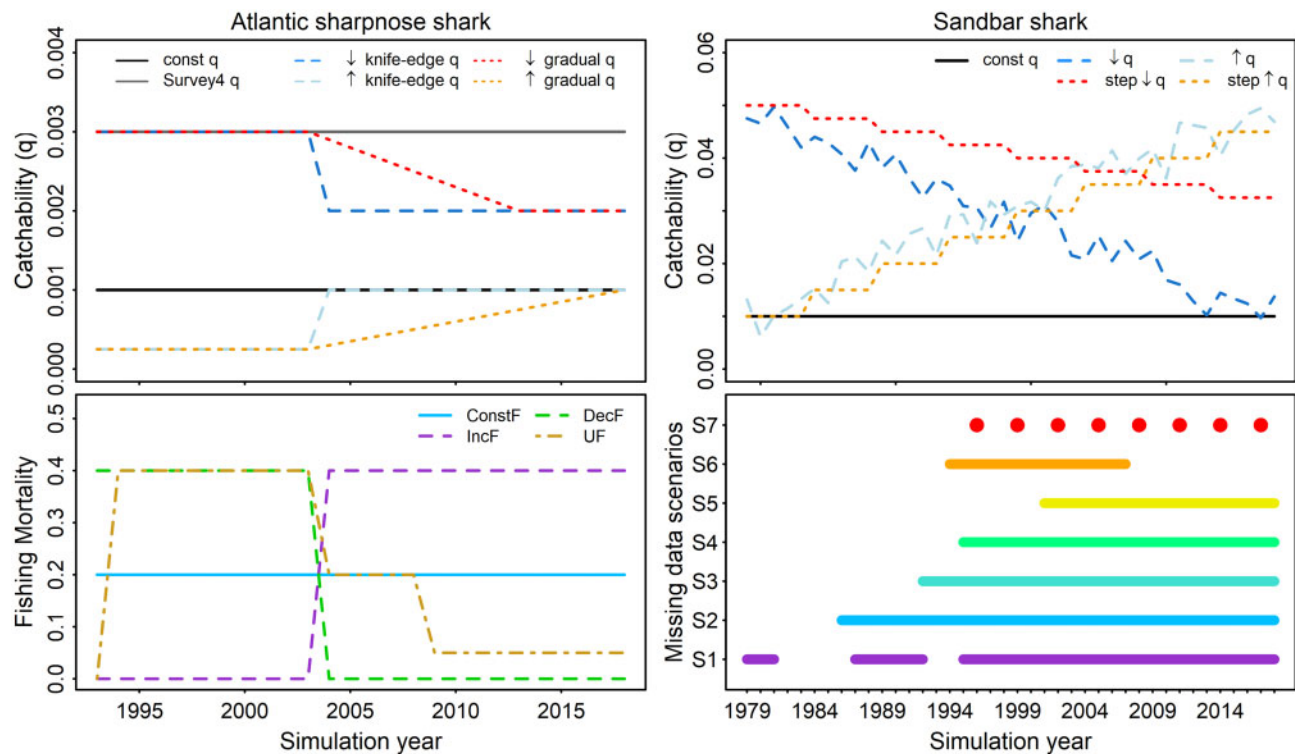 Atlantic sharpnose shark
const q ↓ knife-edge q ↓ gradual q
Survey4 q ↑ knife-edge q ↑ gradual q
Catchability (q)
0.004
0.003
0.002
0.001
0.000
Sandbar shark
const q ↓ q ↑ q
step ↓ q step ↑ q
Catchability (q)
0.06
0.04
0.02
0.00
ConstF DecF
IncF UF
Fishing Mortality
0.5
0.4
0.3
0.2
0.1
0.0
1995 2000 2005 2010 2015
Simulation year
Missing data scenarios
S7
S6
S5
S4
S3
S2
S1
1979 1984 1989 1994 1999 2004 2009 2014
Simulation year